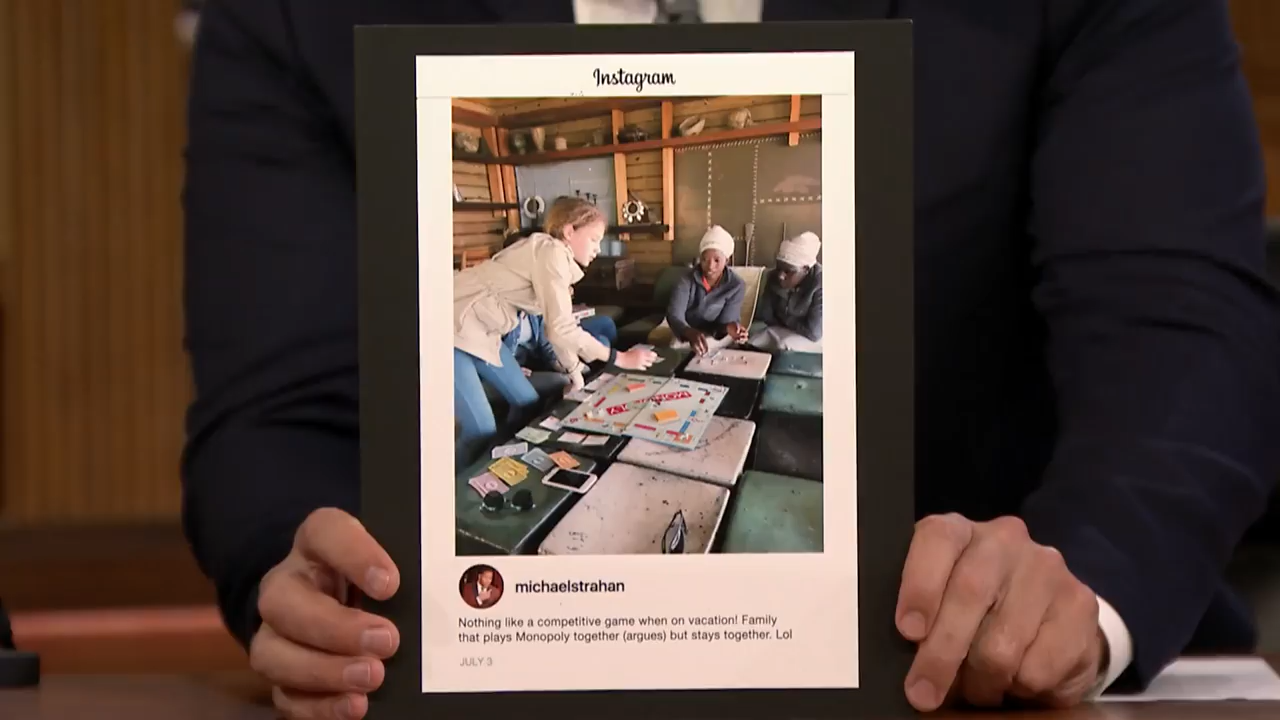 Instagram
MONOPOLY
michaelstrahan
Nothing like a competitive game when on vacation! Family
that plays Monopoly together (argues) but stays together. Lol
JULY 3